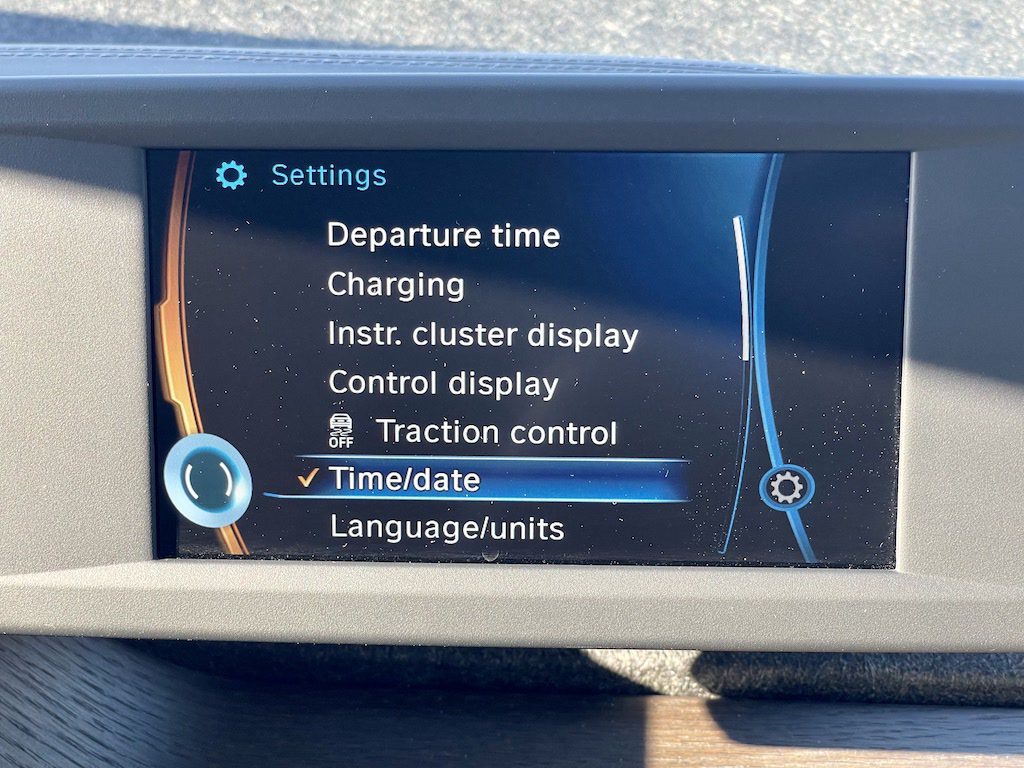 Settings
Departure time
Charging
Instr. cluster display
Control display
OFF Traction control
Time/date
Language/units